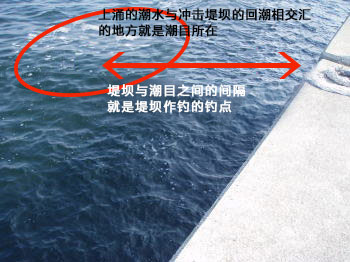 上涌的潮水与冲击堤坝的回潮相交汇
的地方就是潮目所在
堤坝与潮目之间的间隔
就是堤坝作钓的钓点